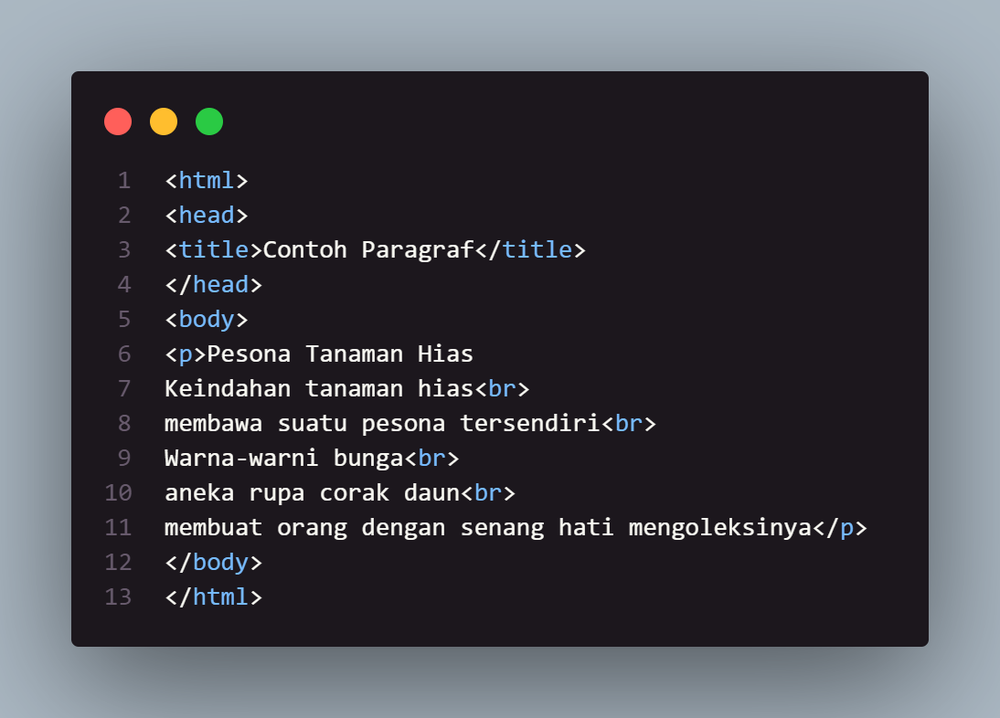 1 <html>
2 <head>
3 <title>Contoh Paragraf</title>
4 </head>
5 <body>
6 <p>Pesona Tanaman Hias
7 Keindahan tanaman hias<br>
8 membawa suatu pesona tersendiri<br>
9 Warna-warni bunga<br>
10 aneka rupa corak daun<br>
11 membuat orang dengan senang hati mengoleksinya</p>
12 </body>
13 </html>